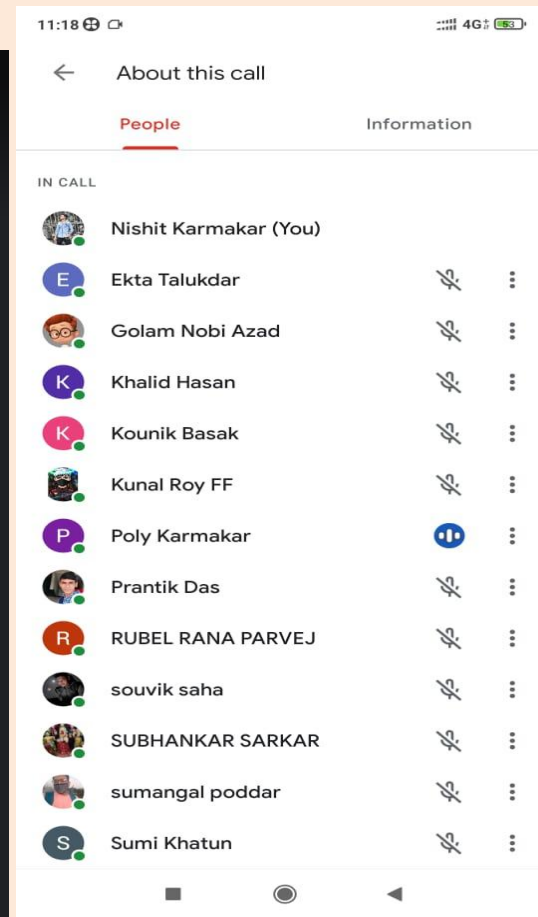 11:18 4G+ 53
About this call
People Information
IN CALL
Nishit Karmakar (You)
E Ekta Talukdar
Golam Nobi Azad
K Khalid Hasan
K Kounik Basak
Kunal Roy FF
P Poly Karmakar
Prantik Das
R RUBEL RANA PARVEJ
souvik saha
SUBHANKAR SARKAR
sumangal poddar
S Sumi Khatun